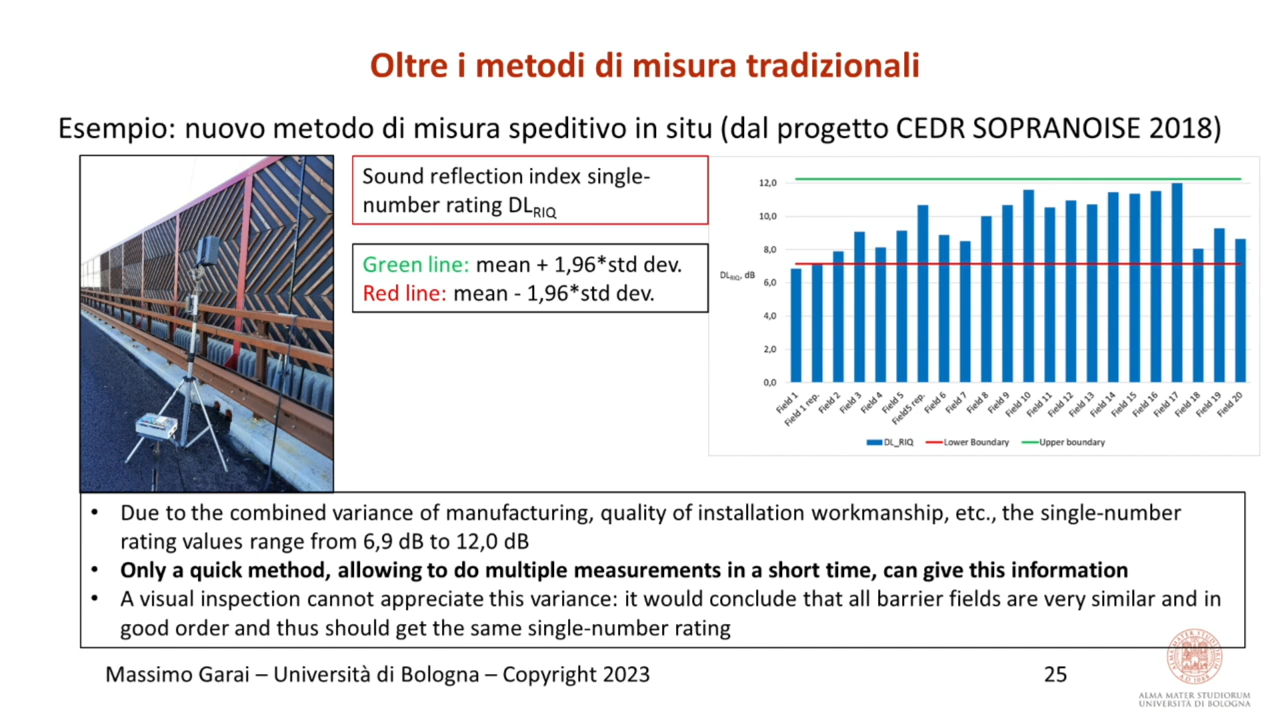 Oltre i metodi di misura tradizionali
Esempio: nuovo metodo di misura speditivo in situ (dal progetto CEDR SOPRANOISE 2018)
Sound reflection index single-
number rating DLRIQ
Green line: mean + 1,96*std dev.
Red line: mean - 1,96*std dev.
12,0
10,0
8,0
DLRIQ, dB
6,0
4,0
2,0
0,0
Field 1
Field 1 rep.
Field 2
Field 3
Field 4
Field 5
Field5 rep.
Field 6
Field 7
Field 8
Field 9
Field 10
Field 11
Field 12
Field 13
Field 14
Field 15
Field 16
Field 17
Field 18
Field 19
Field 20
DL_RIQ Lower Boundary Upper boundary
• Due to the combined variance of manufacturing, quality of installation workmanship, etc., the single-number
rating values range from 6,9 dB to 12,0 dB
• Only a quick method, allowing to do multiple measurements in a short time, can give this information
• A visual inspection cannot appreciate this variance: it would conclude that all barrier fields are very similar and in
good order and thus should get the same single-number rating
Massimo Garai – Università di Bologna – Copyright 2023
25
ALMA MATER STUDIORUM
A.D. 1088
ALMA MATER STUDIORUM
UNIVERSITÀ DI BOLOGNA